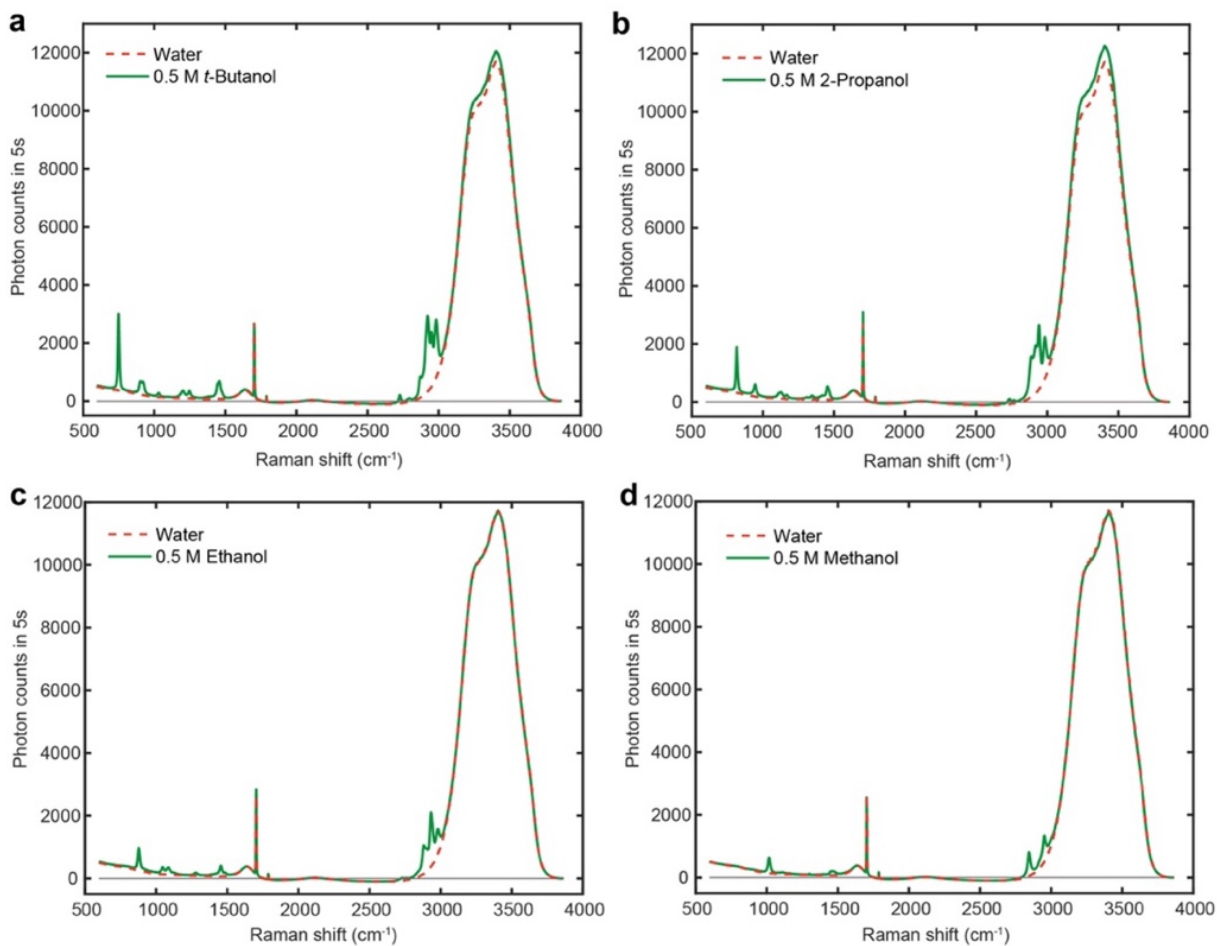 a
Water
0.5 M t-Butanol
12000
10000
8000
6000
4000
2000
0
Photon counts in 5s
500 1000 1500 2000 2500 3000 3500 4000
Raman shift (cm⁻¹)
b
Water
0.5 M 2-Propanol
12000
10000
8000
6000
4000
2000
0
Photon counts in 5s
500 1000 1500 2000 2500 3000 3500 4000
Raman shift (cm⁻¹)
c
Water
0.5 M Ethanol
12000
10000
8000
6000
4000
2000
0
Photon counts in 5s
500 1000 1500 2000 2500 3000 3500 4000
Raman shift (cm⁻¹)
d
Water
0.5 M Methanol
12000
10000
8000
6000
4000
2000
0
Photon counts in 5s
500 1000 1500 2000 2500 3000 3500 4000
Raman shift (cm⁻¹)